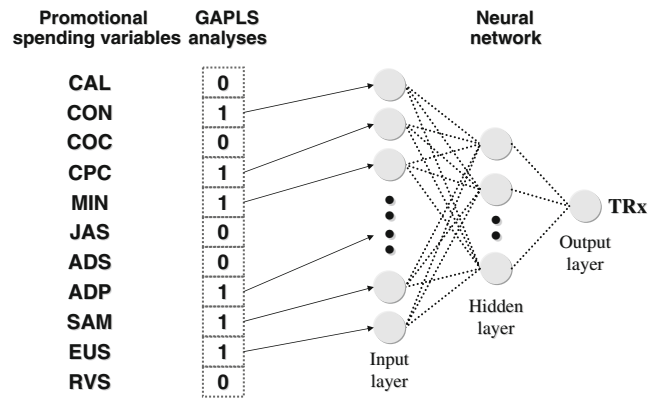 Promotional spending variables
GAPLS analyses
Neural network
CAL 0
CON 1
COC 0
CPC 1
MIN 1
JAS 0
ADS 0
ADP 1
SAM 1
EUS 1
RVS 0
TRx
Output layer
Hidden layer
Input layer